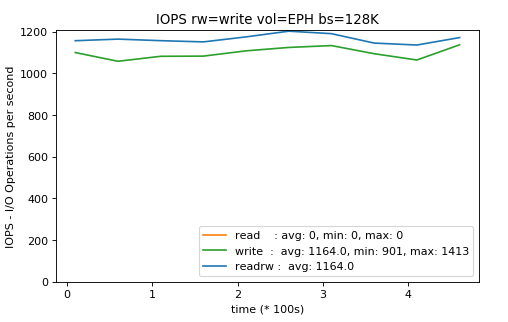 IOPS rw=write vol=EPH bs=128K
IOPS - I/O Operations per second
1200
1000
800
600
400
200
0
read : avg: 0, min: 0, max: 0
write : avg: 1164.0, min: 901, max: 1413
readrw : avg: 1164.0
0 1 2 3 4
time (* 100s)